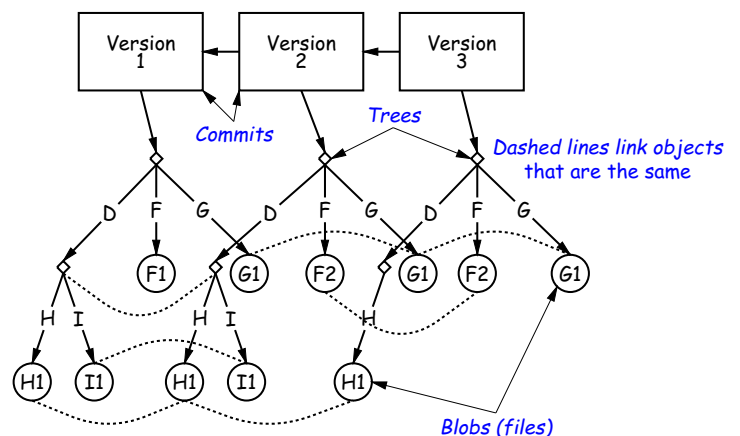 Version
1
Version
2
Version
3
Commits
Trees
Dashed lines link objects
that are the same
D
F
G
D
F
G
D
F
G
F1
G1
F2
G1
F2
G1
H
I
H
I
H
H1
I1
H1
I1
H1
Blobs (files)